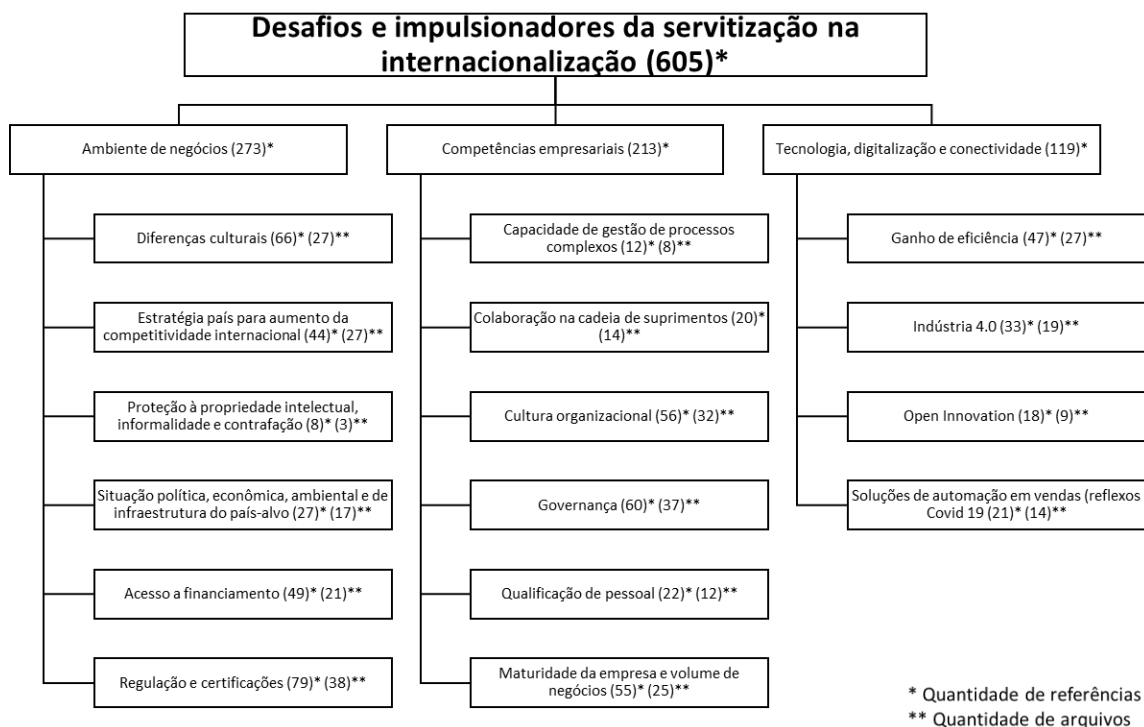 Desafios e impulsionadores da servitização na
internacionalização (605)*
Ambiente de negócios (273)*
Competências empresariais (213)*
Tecnologia, digitalização e conectividade (119)*
Diferenças culturais (66)* (27)**
Estratégia país para aumento da
competitividade internacional (44)* (27)**
Proteção à propriedade intelectual,
informalidade e contrafação (8)* (3)**
Situação política, econômica, ambiental e de
infraestrutura do país-alvo (27)* (17)**
Acesso a financiamento (49)* (21)**
Regulação e certificações (79)* (38)**
Capacidade de gestão de processos
complexos (12)* (8)**
Colaboração na cadeia de suprimentos (20)*
(14)**
Cultura organizacional (56)* (32)**
Governança (60)* (37)**
Qualificação de pessoal (22)* (12)**
Maturidade da empresa e volume de
negócios (55)* (25)**
Ganho de eficiência (47)* (27)**
Indústria 4.0 (33)* (19)**
Open Innovation (18)* (9)**
Soluções de automação em vendas (reflexos
Covid 19 (21)* (14)**
* Quantidade de referências
** Quantidade de arquivos